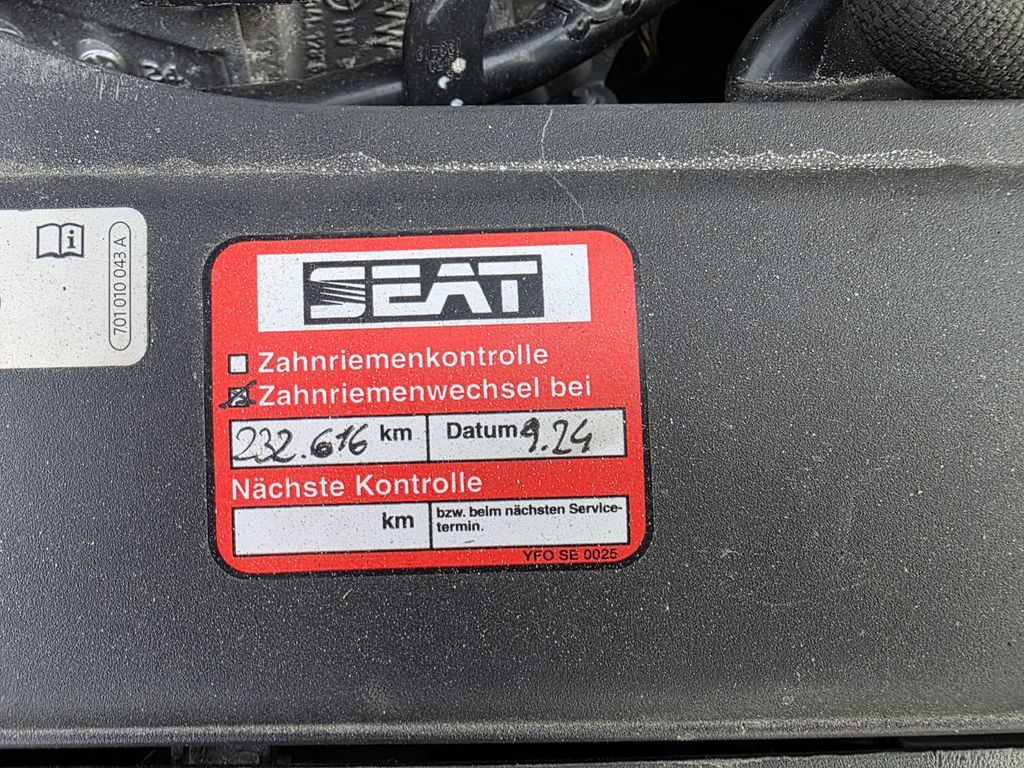 701 010 043 A
SEAT
Zahnriemenkontrolle
Zahnriemenwechsel bei
232.616 km Datum 9.24
Nächste Kontrolle
km bzw. beim nächsten Service-
termin.
YFO SE 0025